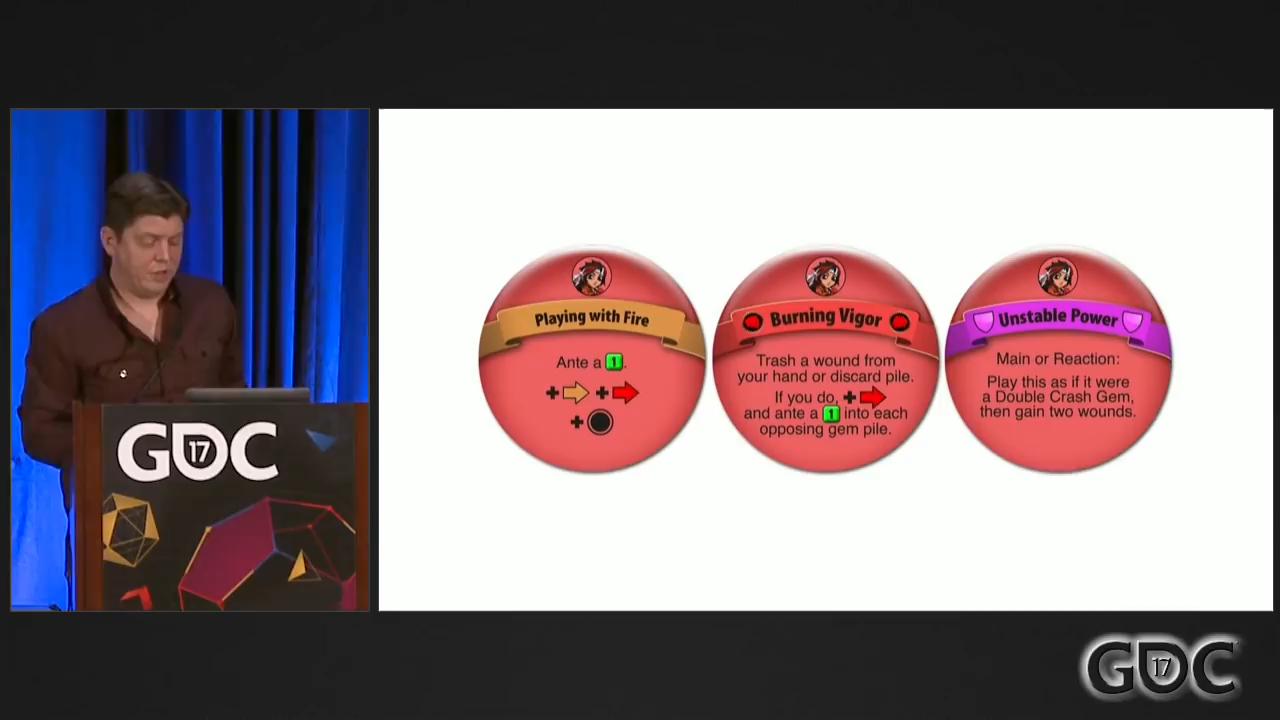 Playing with Fire
Ante a 1.
+ +
+
Burning Vigor
Trash a wound from
your hand or discard pile.
If you do, +
and ante a 1 into each
opposing gem pile.
Unstable Power
Main or Reaction:
Play this as if it were
a Double Crash Gem,
then gain two wounds.
GDC
17
GDC
17